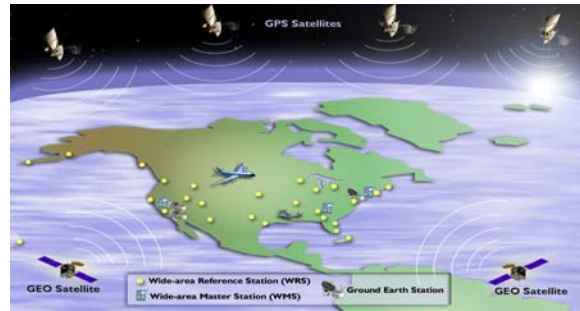 GPS Satellites
GEO Satellite
GEO Satellite
Wide-area Reference Station (WRS)
Wide-area Master Station (WMS)
Ground Earth Station